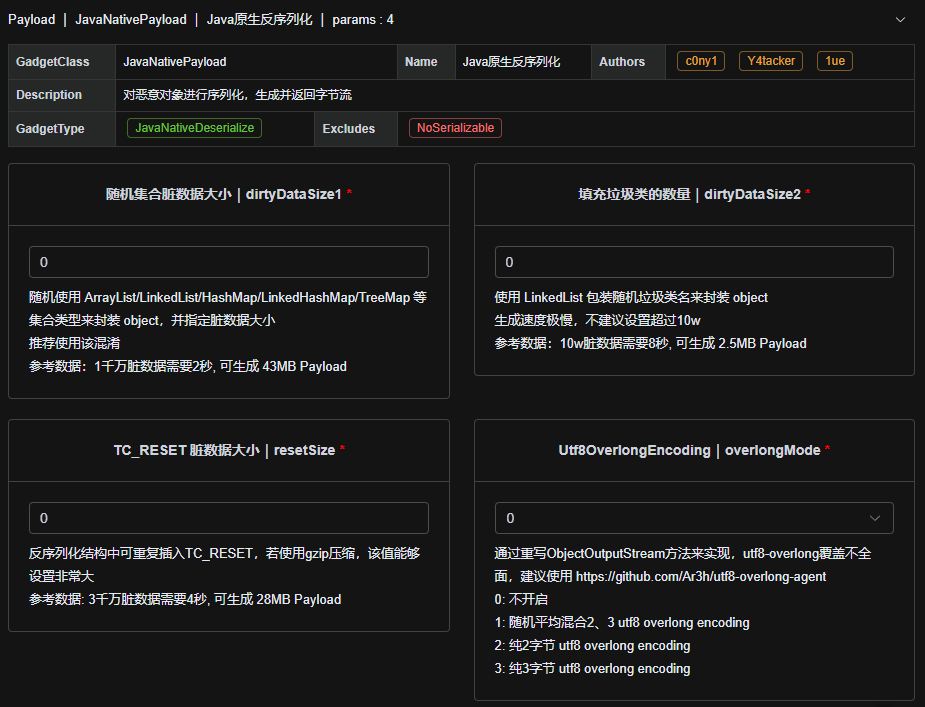 Payload | JavaNativePayload | Java原生反序列化 | params : 4
GadgetClass JavaNativePayload Name Java原生反序列化 Authors c0ny1 Y4tacker 1ue
Description 对恶意对象进行序列化，生成并返回字节流
GadgetType JavaNativeDeserialize Excludes NoSerializable
随机集合脏数据大小 | dirtyDataSize1 *
0
随机使用 ArrayList/LinkedList/HashMap/LinkedHashMap/TreeMap 等
集合类型来封装 object，并指定脏数据大小
推荐使用该混淆
参考数据：1千万脏数据需要2秒, 可生成 43MB Payload
填充垃圾类的数量 | dirtyDataSize2 *
0
使用 LinkedList 包装随机垃圾类名来封装 object
生成速度极慢，不建议设置超过10w
参考数据：10w脏数据需要8秒, 可生成 2.5MB Payload
TC_RESET 脏数据大小 | resetSize *
0
反序列化结构中可重复插入TC_RESET，若使用gzip压缩，该值能够
设置非常大
参考数据: 3千万脏数据需要4秒, 可生成 28MB Payload
Utf8OverlongEncoding | overlongMode *
0
通过重写ObjectOutputStream方法来实现，utf8-overlong覆盖不全
面，建议使用 https://github.com/Ar3h/utf8-overlong-agent
0: 不开启
1: 随机平均混合2、3 utf8 overlong encoding
2: 纯2字节 utf8 overlong encoding
3: 纯3字节 utf8 overlong encoding